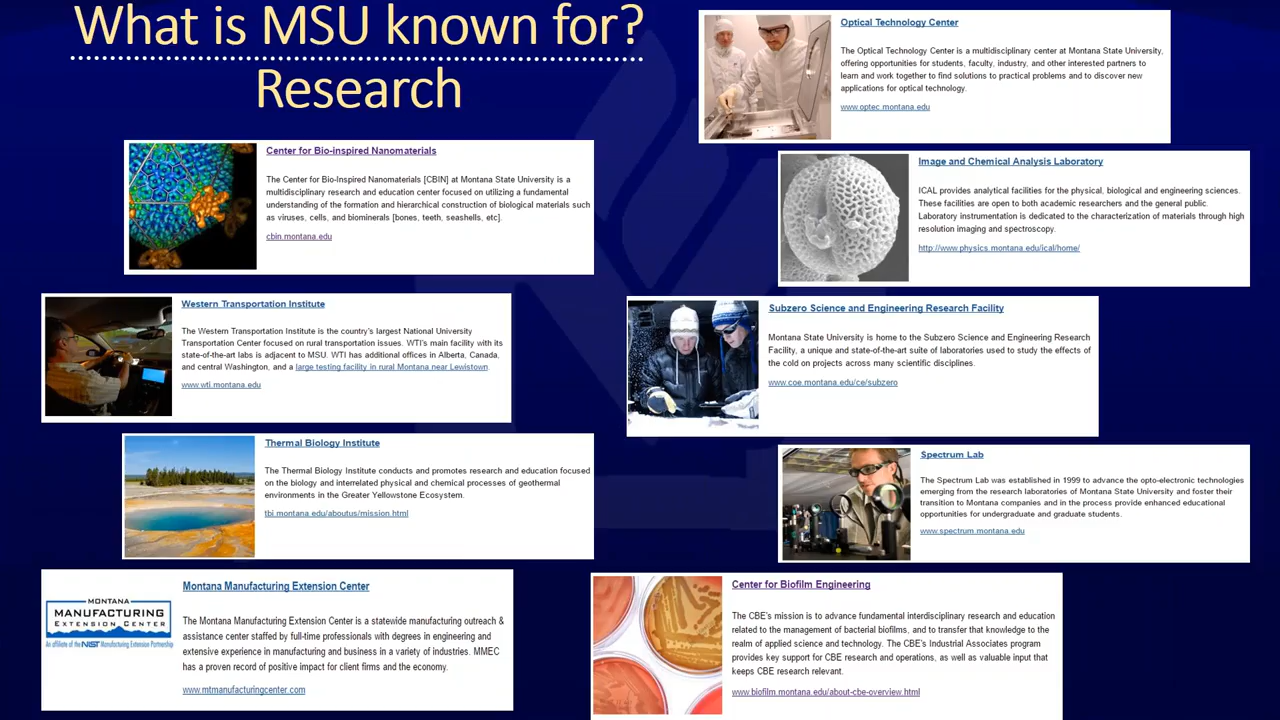 What is MSU known for?
Research
Optical Technology Center
The Optical Technology Center is a multidisciplinary center at Montana State University,
offering opportunities for students, faculty, industry, and other interested partners to
learn and work together to find solutions to practical problems and to discover new
applications for optical technology.
www.optec.montana.edu
Center for Bio-inspired Nanomaterials
The Center for Bio-Inspired Nanomaterials [CBIN] at Montana State University is a
multidisciplinary research and education center focused on utilizing a fundamental
understanding of the formation and hierarchical construction of biological materials such
as viruses, cells, and biominerals [bones, teeth, seashells, etc].
cbin.montana.edu
Image and Chemical Analysis Laboratory
ICAL provides analytical facilities for the physical, biological and engineering sciences.
These facilities are open to both academic researchers and the general public.
Laboratory instrumentation is dedicated to the characterization of materials through high
resolution imaging and spectroscopy.
http://www.physics.montana.edu/ical/home/
Western Transportation Institute
The Western Transportation Institute is the country's largest National University
Transportation Center focused on rural transportation issues. WTI's main facility with its
state-of-the-art labs is adjacent to MSU. WTI has additional offices in Alberta, Canada,
and central Washington, and a large testing facility in rural Montana near Lewistown.
www.wti.montana.edu
Subzero Science and Engineering Research Facility
Montana State University is home to the Subzero Science and Engineering Research
Facility, a unique and state-of-the-art suite of laboratories used to study the effects of
the cold on projects across many scientific disciplines.
www.coe.montana.edu/ce/subzero
Thermal Biology Institute
The Thermal Biology Institute conducts and promotes research and education focused
on the biology and interrelated physical and chemical processes of geothermal
environments in the Greater Yellowstone Ecosystem.
tbi.montana.edu/aboutus/mission.html
Spectrum Lab
The Spectrum Lab was established in 1999 to advance the opto-electronic technologies
emerging from the research laboratories of Montana State University and foster their
transition to Montana companies and in the process provide enhanced educational
opportunities for undergraduate and graduate students.
www.spectrum.montana.edu
MONTANA
MANUFACTURING
EXTENSION CENTER
An affiliate of the NIST Manufacturing Extension Partnership
Montana Manufacturing Extension Center
The Montana Manufacturing Extension Center is a statewide manufacturing outreach &
assistance center staffed by full-time professionals with degrees in engineering and
extensive experience in manufacturing and business in a variety of industries. MMEC
has a proven record of positive impact for client firms and the economy.
www.mtmanufacturingcenter.com
Center for Biofilm Engineering
The CBE's mission is to advance fundamental interdisciplinary research and education
related to the management of bacterial biofilms, and to transfer that knowledge to the
realm of applied science and technology. The CBE's Industrial Associates program
provides key support for CBE research and operations, as well as valuable input that
keeps CBE research relevant.
www.biofilm.montana.edu/about-cbe-overview.html